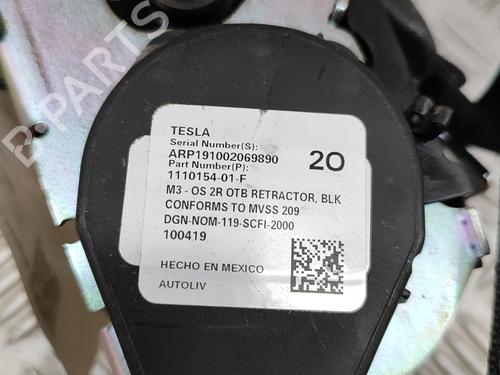 B-PARTS
TESLA
Serial Number(S):
ARP191002069890
20
Part Number(P):
1110154-01-F
M3 - OS 2R OTB RETRACTOR, BLK
CONFORMS TO MVSS 209
DGN-NOM-119-SCFI-2000
100419
HECHO EN MEXICO
AUTOLIV